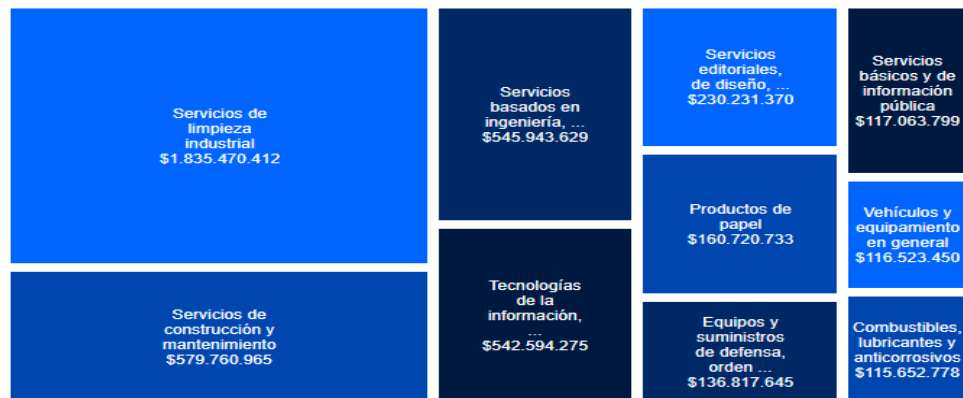 Servicios de
limpieza
industrial
$1.835.470.412
Servicios de
construcción y
mantenimiento
$579.760.965
Servicios
basados en
ingeniería, ...
$545.943.629
Tecnologías
de la
información,
...
$542.594.275
Servicios
editoriales,
de diseño, ...
$230.231.370
Productos de
papel
$160.720.733
Equipos y
suministros
de defensa,
orden ...
$136.817.645
Servicios
básicos y de
información
pública
$117.063.799
Vehículos y
equipamiento
en general
$116.523.450
Combustibles,
lubricantes y
anticorrosivos
$115.652.778